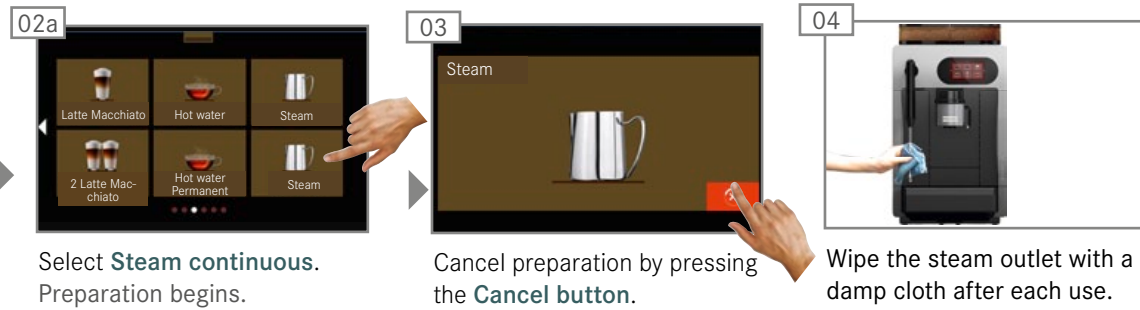 02a
Latte Macchiato
Hot water
Steam
2 Latte Mac-
chiato
Hot water
Permanent
Steam
Select Steam continuous.
Preparation begins.
03
Steam
Cancel preparation by pressing
the Cancel button.
04
Wipe the steam outlet with a
damp cloth after each use.